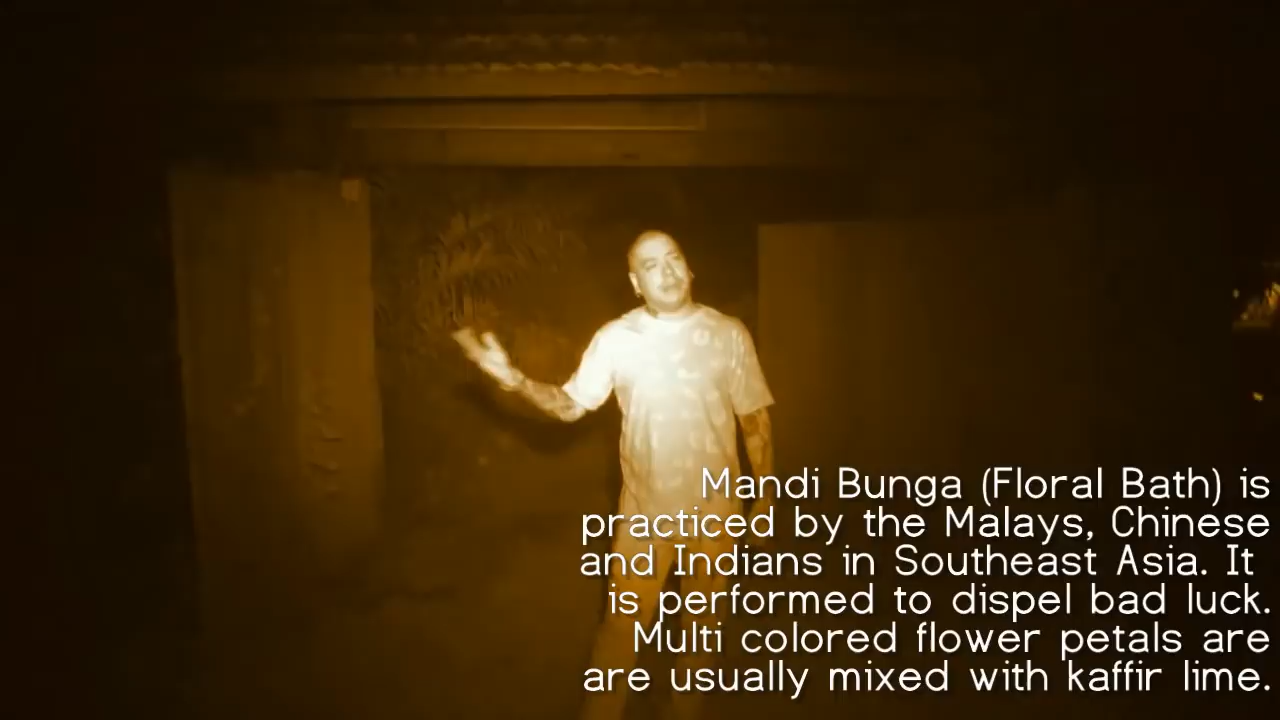 Mandi Bunga (Floral Bath) is
practiced by the Malays, Chinese
and Indians in Southeast Asia. It
is performed to dispel bad luck.
Multi colored flower petals are
are usually mixed with kaffir lime.